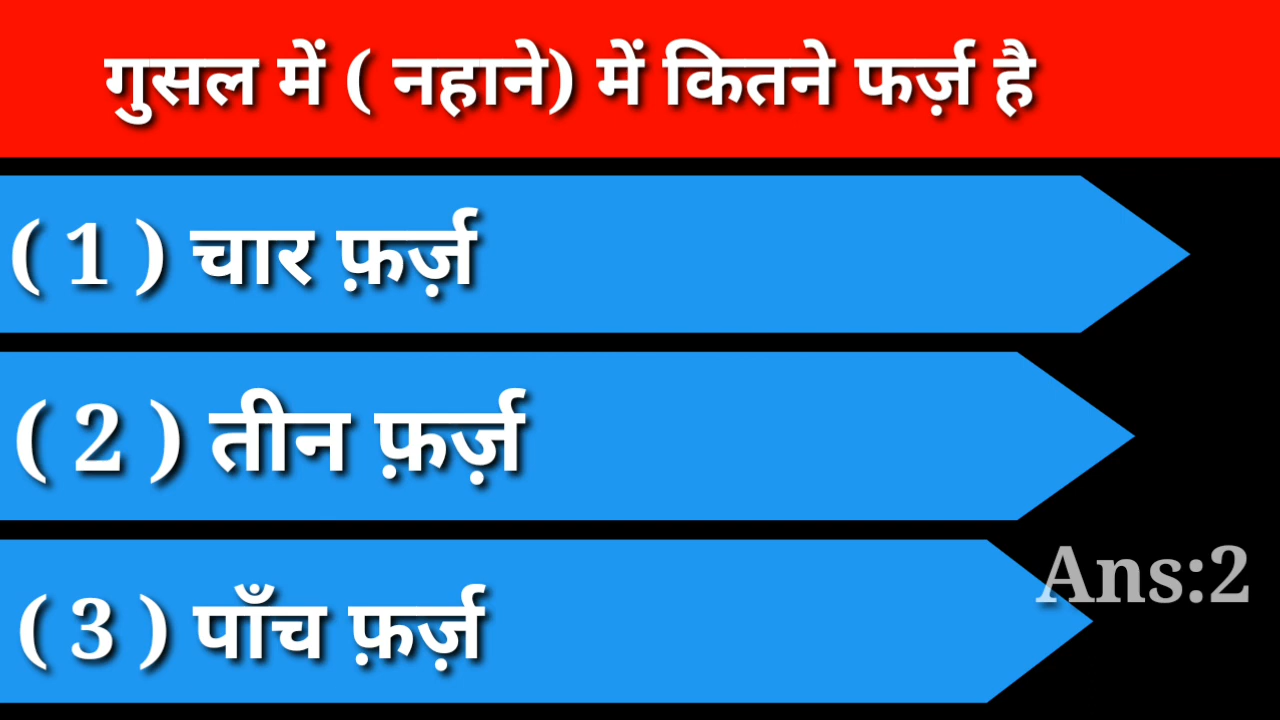 गुसल में ( नहाने) में कितने फर्ज़ है
( 1 ) चार फ़र्ज़
( 2 ) तीन फ़र्ज़
( 3 ) पाँच फ़र्ज़
Ans:2